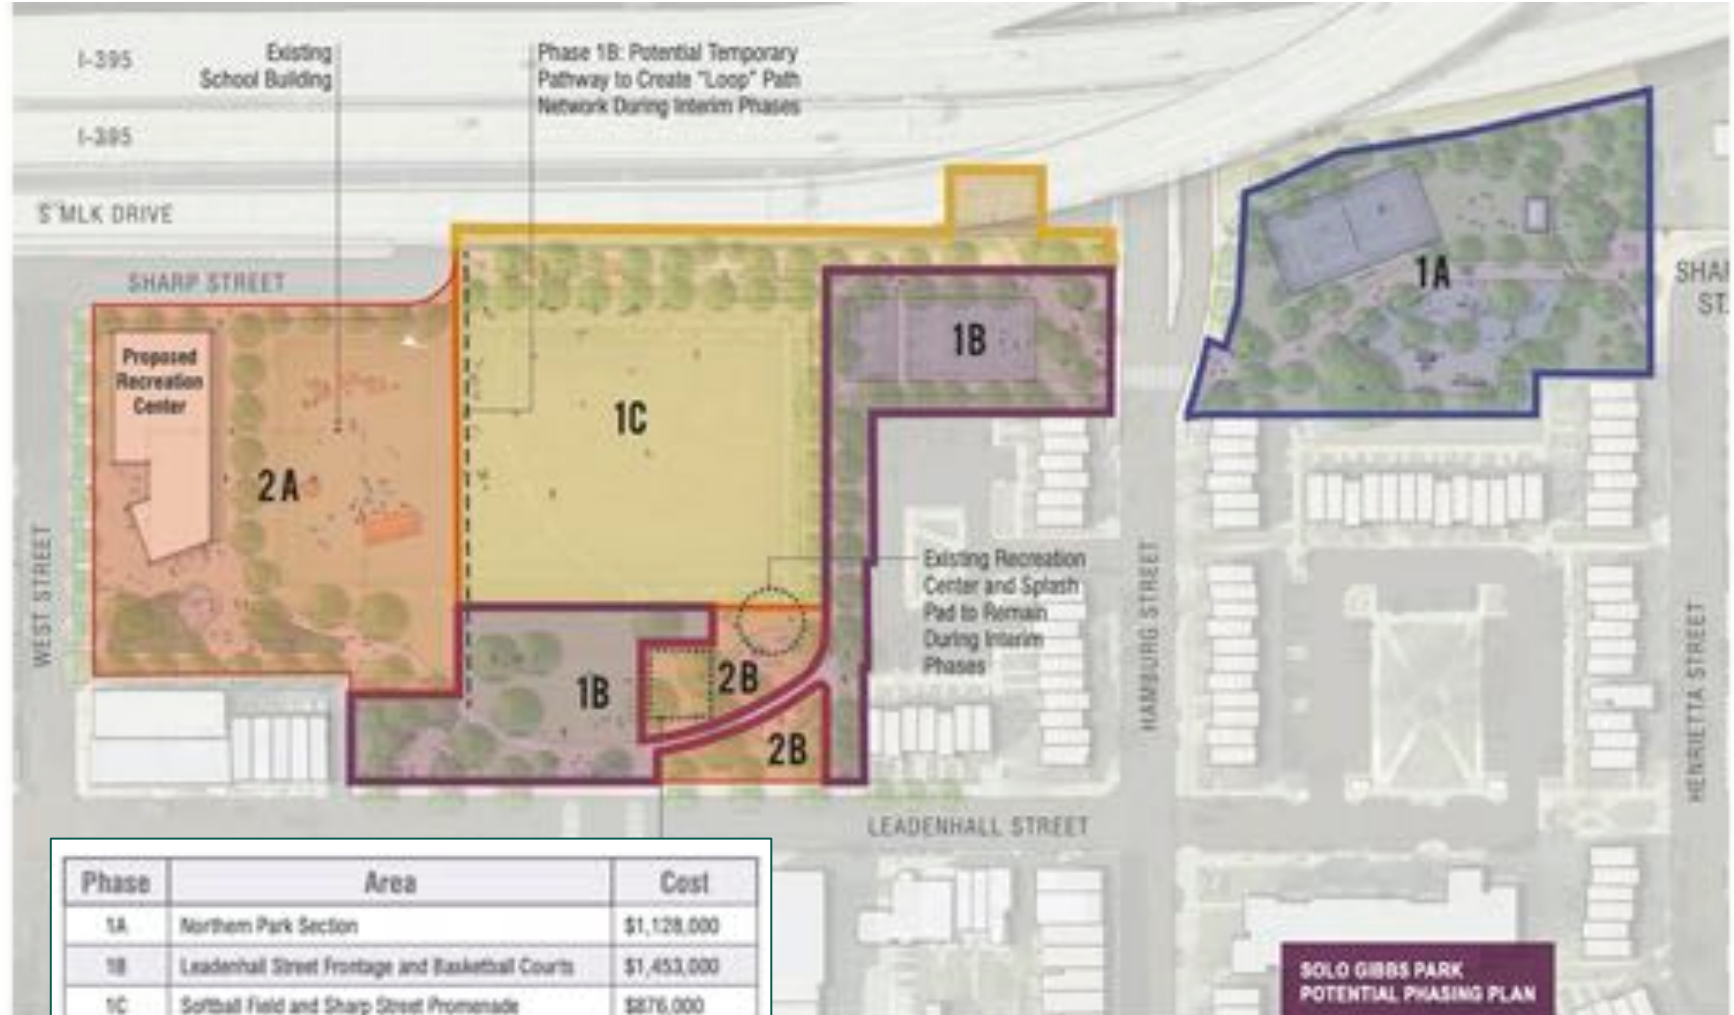 I-395
Existing
School Building
Phase 1B: Potential Temporary
Pathway to Create "Loop" Path
Network During Interim Phases
I-395
S MLK DRIVE
SHARP STREET
1A
SHAR
ST.
1B
Proposed
Recreation
Center
1C
2A
WEST STREET
Existing Recreation
Center and Splash
Pad to Remain
During Interim
Phases
HAMBURG STREET
HENRIETTA STREET
1B
2B
2B
LEADENHALL STREET
Phase Area Cost
1A Northern Park Section $1,128,000
1B Leadenhall Street Frontage and Basketball Courts $1,453,000
1C Softball Field and Sharp Street Promenade $876,000
SOLO GIBBS PARK
POTENTIAL PHASING PLAN